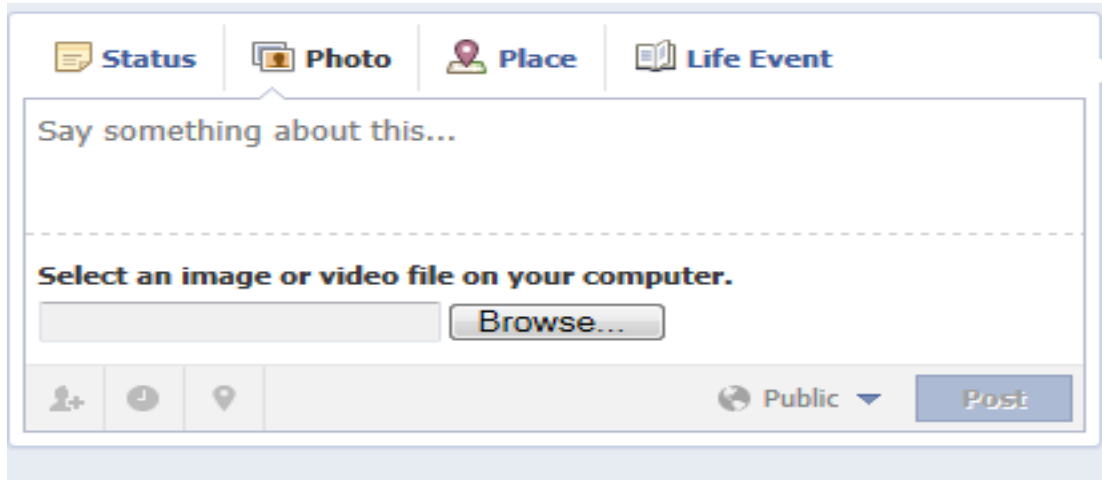 Status Photo Place Life Event
Say something about this...
Select an image or video file on your computer.
Browse...
Public Post